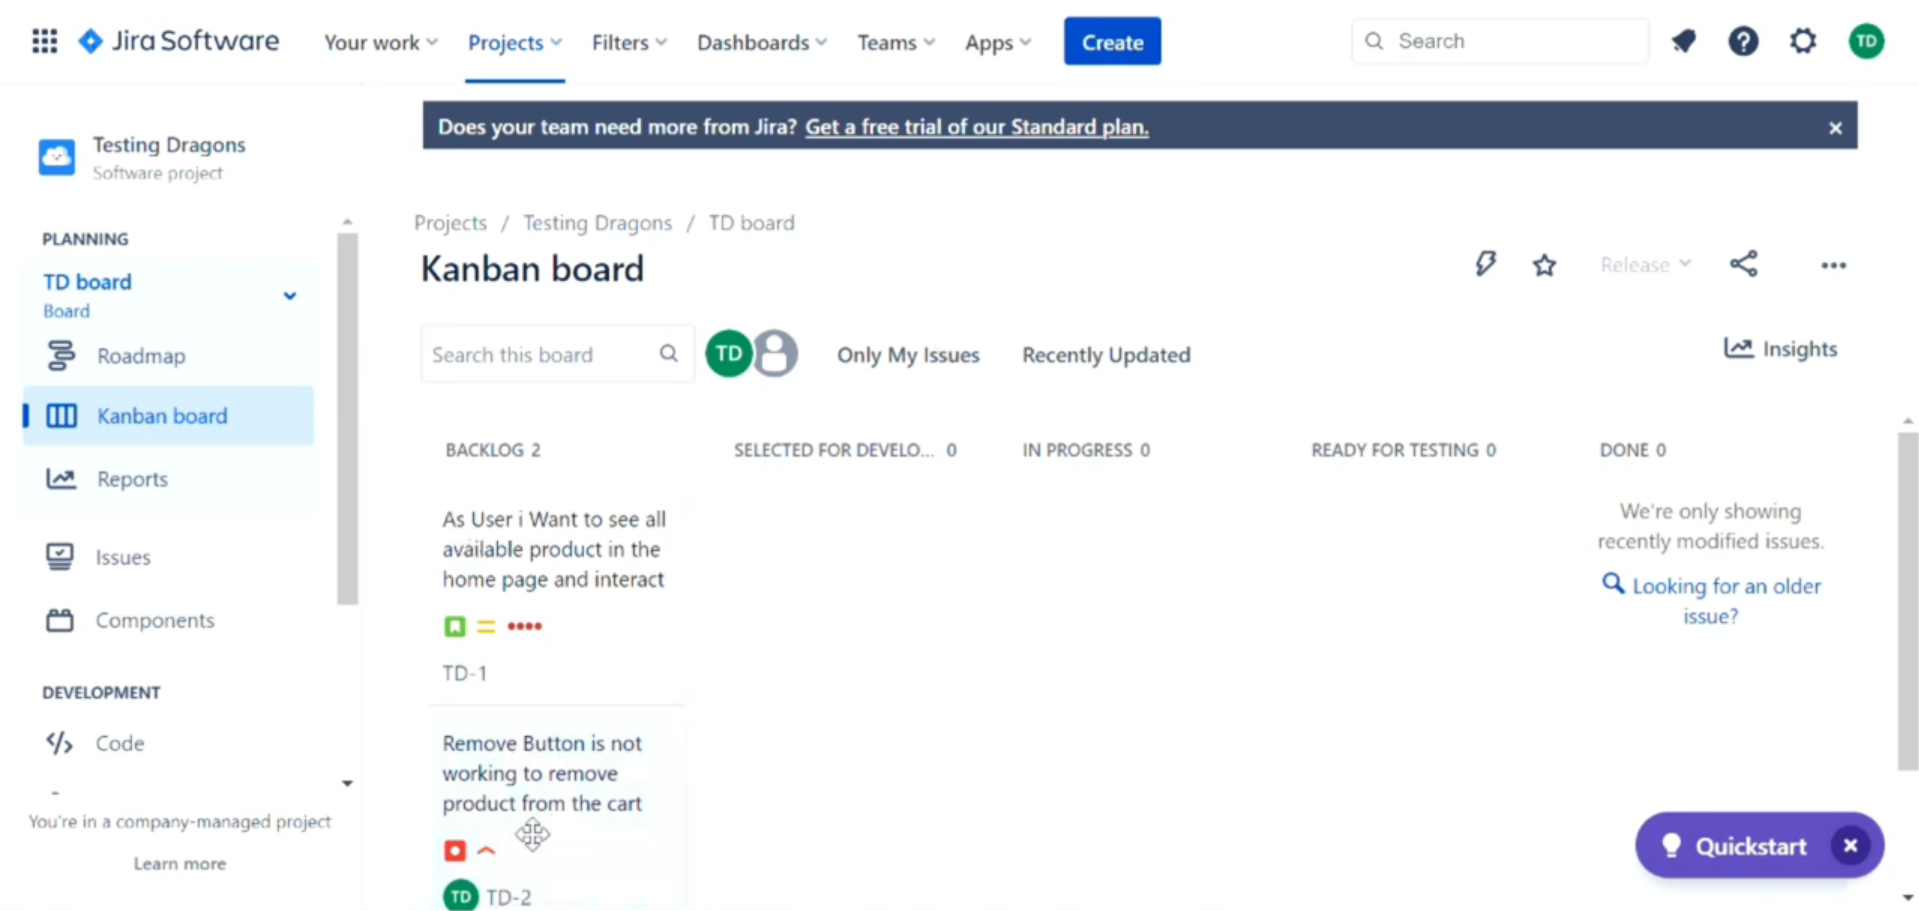 Jira Software
Your work
Projects
Filters
Dashboards
Teams
Apps
Create
Search
TD
Testing Dragons
Software project
Does your team need more from Jira? Get a free trial of our Standard plan.
PLANNING
TD board
Board
Roadmap
Kanban board
Reports
Issues
Components
DEVELOPMENT
Code
You're in a company-managed project
Learn more
Projects / Testing Dragons / TD board
Kanban board
Release
Search this board
TD
Only My Issues
Recently Updated
Insights
BACKLOG 2
SELECTED FOR DEVELO... 0
IN PROGRESS 0
READY FOR TESTING 0
DONE 0
As User i Want to see all
available product in the
home page and interact
TD-1
Remove Button is not
working to remove
product from the cart
TD TD-2
We're only showing
recently modified issues.
Looking for an older
issue?
Quickstart